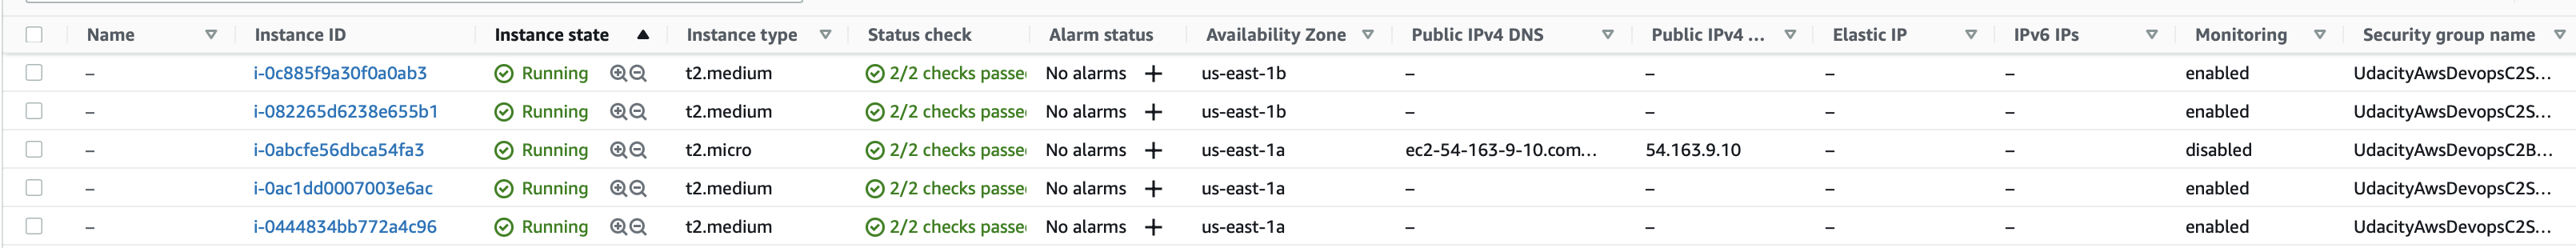 Name Instance ID Instance state Instance type Status check Alarm status Availability Zone Public IPv4 DNS Public IPv4 ... Elastic IP IPv6 IPs Monitoring Security group name
– i-0c885f9a30f0a0ab3 Running t2.medium 2/2 checks passe No alarms + us-east-1b – – – – enabled UdacityAwsDevopsC2S...
– i-082265d6238e655b1 Running t2.medium 2/2 checks passe No alarms + us-east-1b – – – – enabled UdacityAwsDevopsC2S...
– i-0abcfe56dbca54fa3 Running t2.micro 2/2 checks passe No alarms + us-east-1a ec2-54-163-9-10.com... 54.163.9.10 – – disabled UdacityAwsDevopsC2B...
– i-0ac1dd0007003e6ac Running t2.medium 2/2 checks passe No alarms + us-east-1a – – – – enabled UdacityAwsDevopsC2S...
– i-0444834bb772a4c96 Running t2.medium 2/2 checks passe No alarms + us-east-1a – – – – enabled UdacityAwsDevopsC2S...